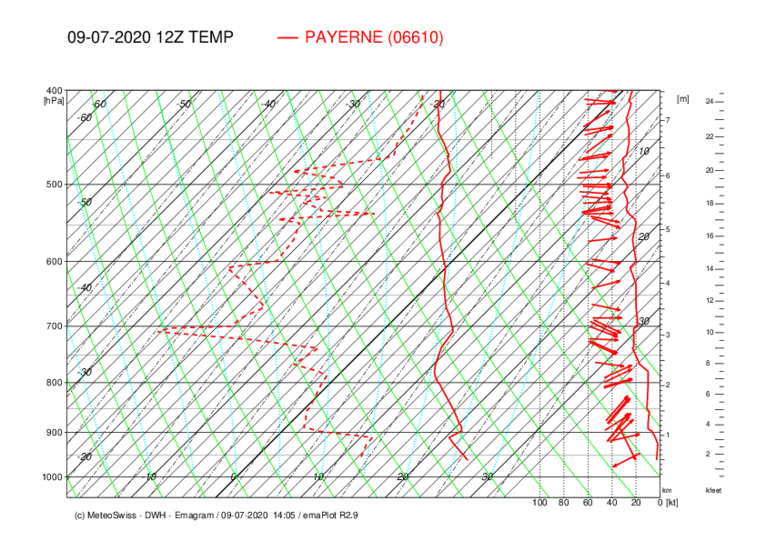 09-07-2020 12Z TEMP — PAYERNE (06610)
400 -60 -50 -40 -30 -20 [m]
[hPa] -60 7 24
22
10
500 6 20
-50 18
5 16
20
600 14
-40 4 12
30
700 3 10
8
-30
800 2 6
4
900 1
-20 2
1000 -10 0 10 20 30
km kfeet
100 80 60 40 20 0 [kt]
(c) MeteoSwiss - DWH - Emagram / 09-07-2020 14:05 / emaPlot R2.9